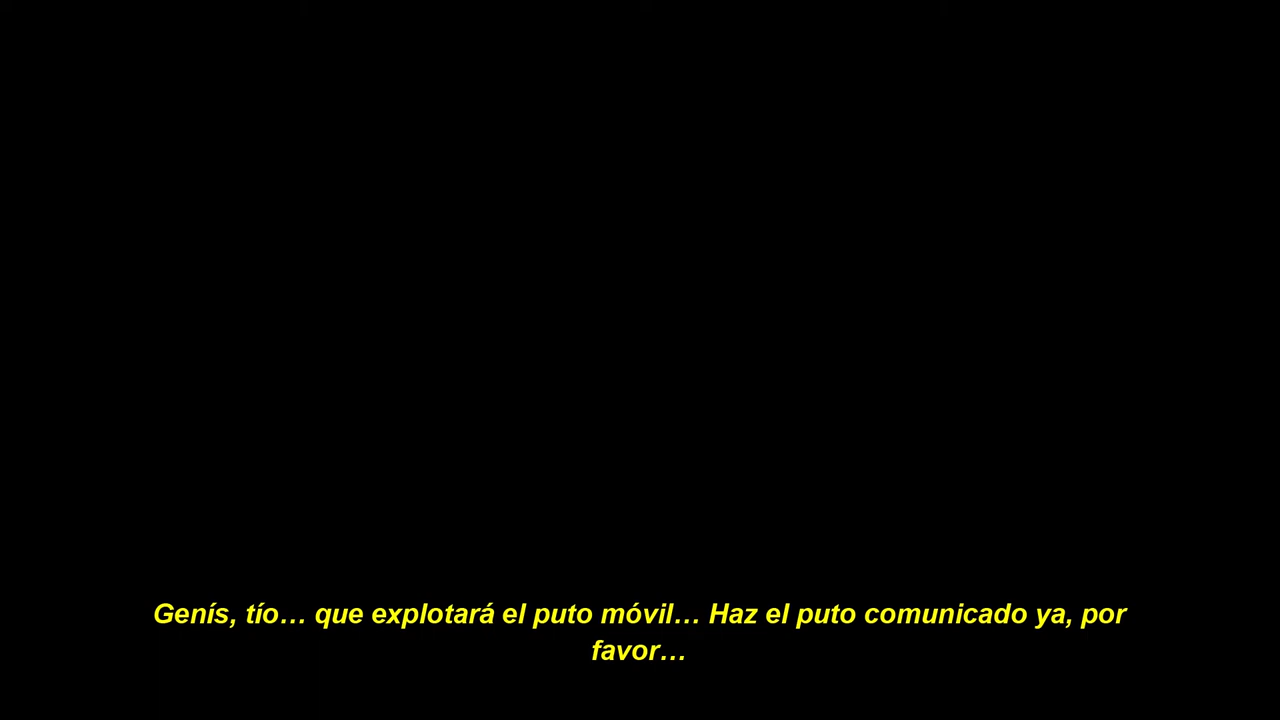 Genís, tío… que explotará el puto móvil… Haz el puto comunicado ya, por
favor…